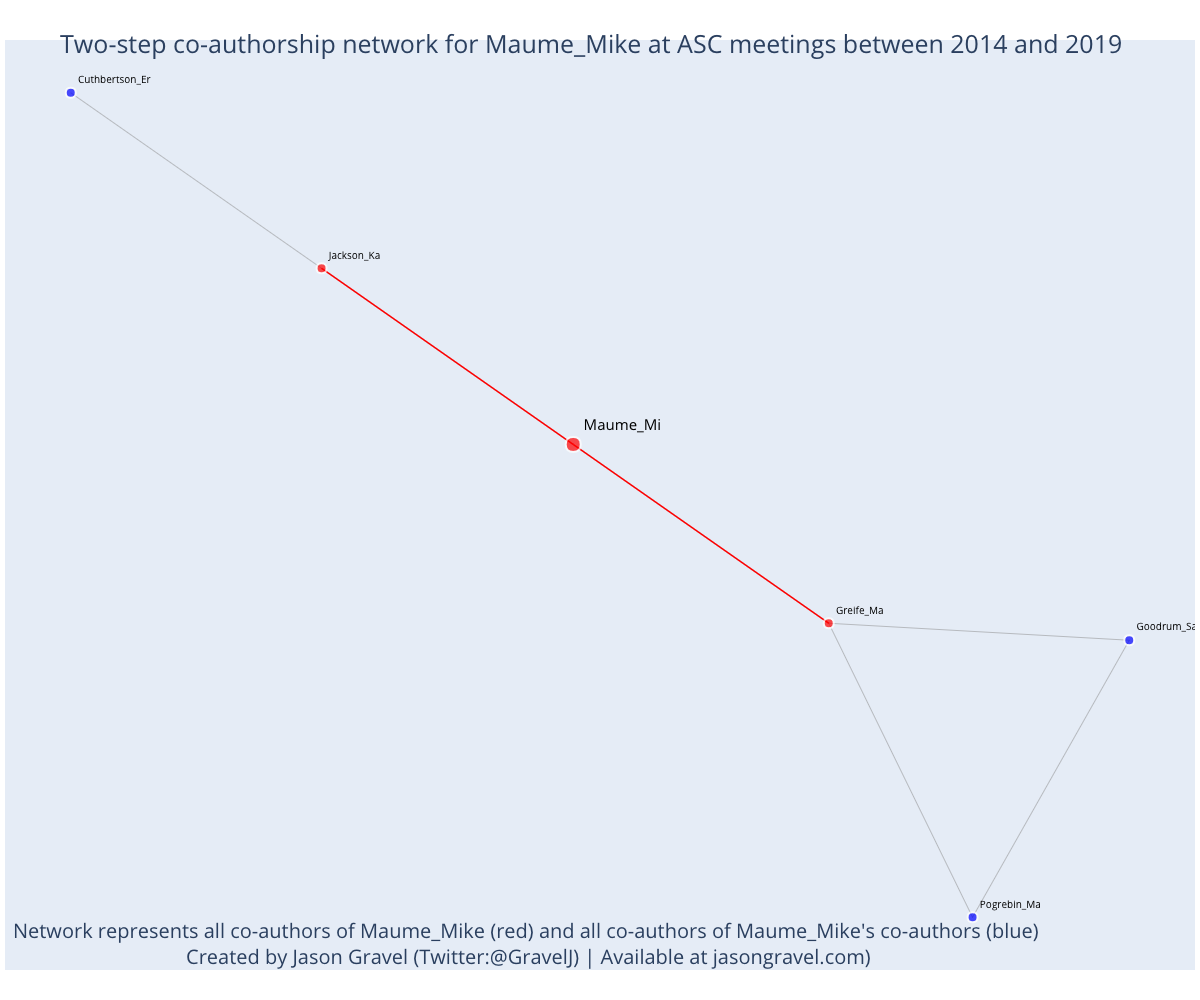 Two-step co-authorship network for Maume_Mike at ASC meetings between 2014 and 2019
Cuthbertson_Er
Jackson_Ka
Maume_Mi
Greife_Ma
Goodrum_Sa
Pogrebin_Ma
Network represents all co-authors of Maume_Mike (red) and all co-authors of Maume_Mike's co-authors (blue)
Created by Jason Gravel (Twitter:@GravelJ) | Available at jasongravel.com)